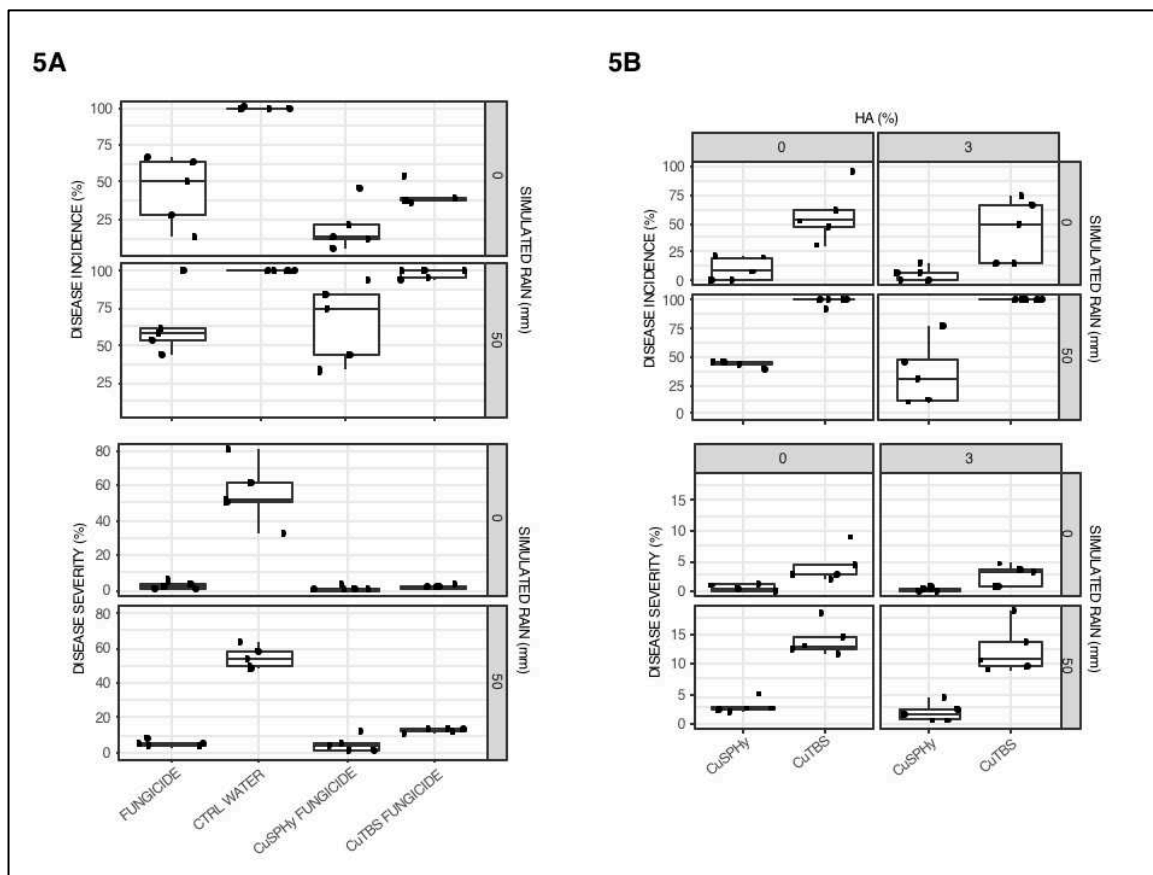 5A
5B
100
75
50
25
DISEASE INCIDENCE (%)
0
SIMULATED RAIN (mm)
100
75
50
25
50
80
60
40
20
0
DISEASE SEVERITY (%)
0
SIMULATED RAIN (mm)
80
60
40
20
0
50
FUNGICIDE
CTRL WATER
CuSPHy FUNGICIDE
CuTBS FUNGICIDE
HA (%)
0
3
100
75
50
25
0
DISEASE INCIDENCE (%)
0
SIMULATED RAIN (mm)
100
75
50
25
0
50
0
3
15
10
5
0
DISEASE SEVERITY (%)
0
SIMULATED RAIN (mm)
15
10
5
0
50
CuSPHy
CuTBS
CuSPHy
CuTBS